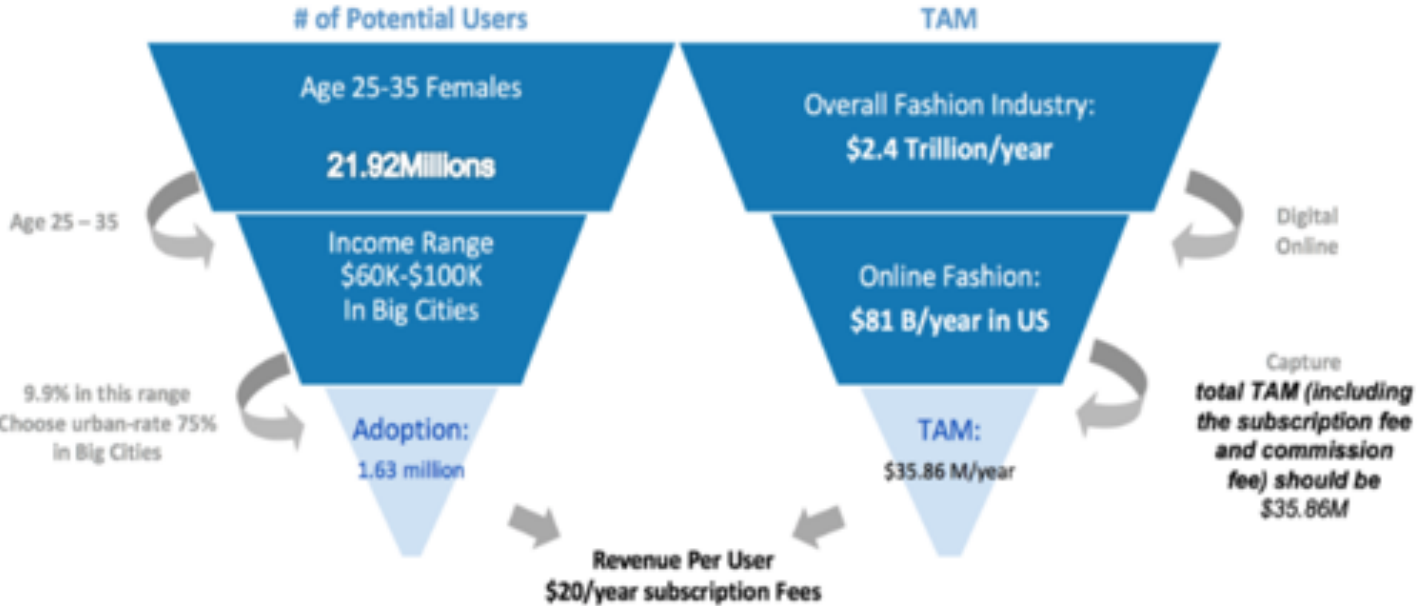 # of Potential Users
Age 25-35 Females
21.92Millions
Age 25 – 35
Income Range
$60K-$100K
In Big Cities
9.9% in this range
Choose urban-rate 75%
in Big Cities
Adoption:
1.63 million
TAM
Overall Fashion Industry:
$2.4 Trillion/year
Digital
Online
Online Fashion:
$81 B/year in US
Capture
total TAM (including
the subscription fee
and commission
fee) should be
$35.86M
TAM:
$35.86 M/year
Revenue Per User
$20/year subscription Fees